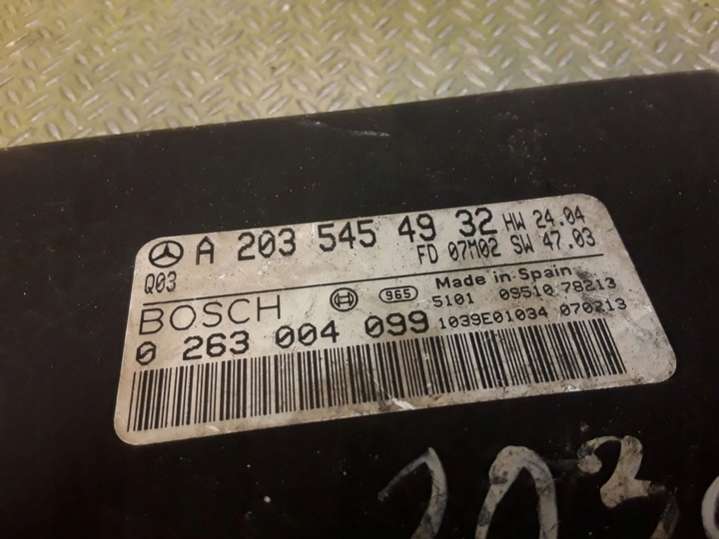 A 203 545 49 32 HW 24.04
Q03 FD 07M02 SW 47.03
BOSCH 965 Made in Spain
5101 09510 78213
0 263 004 099 1039E01034 070213
203